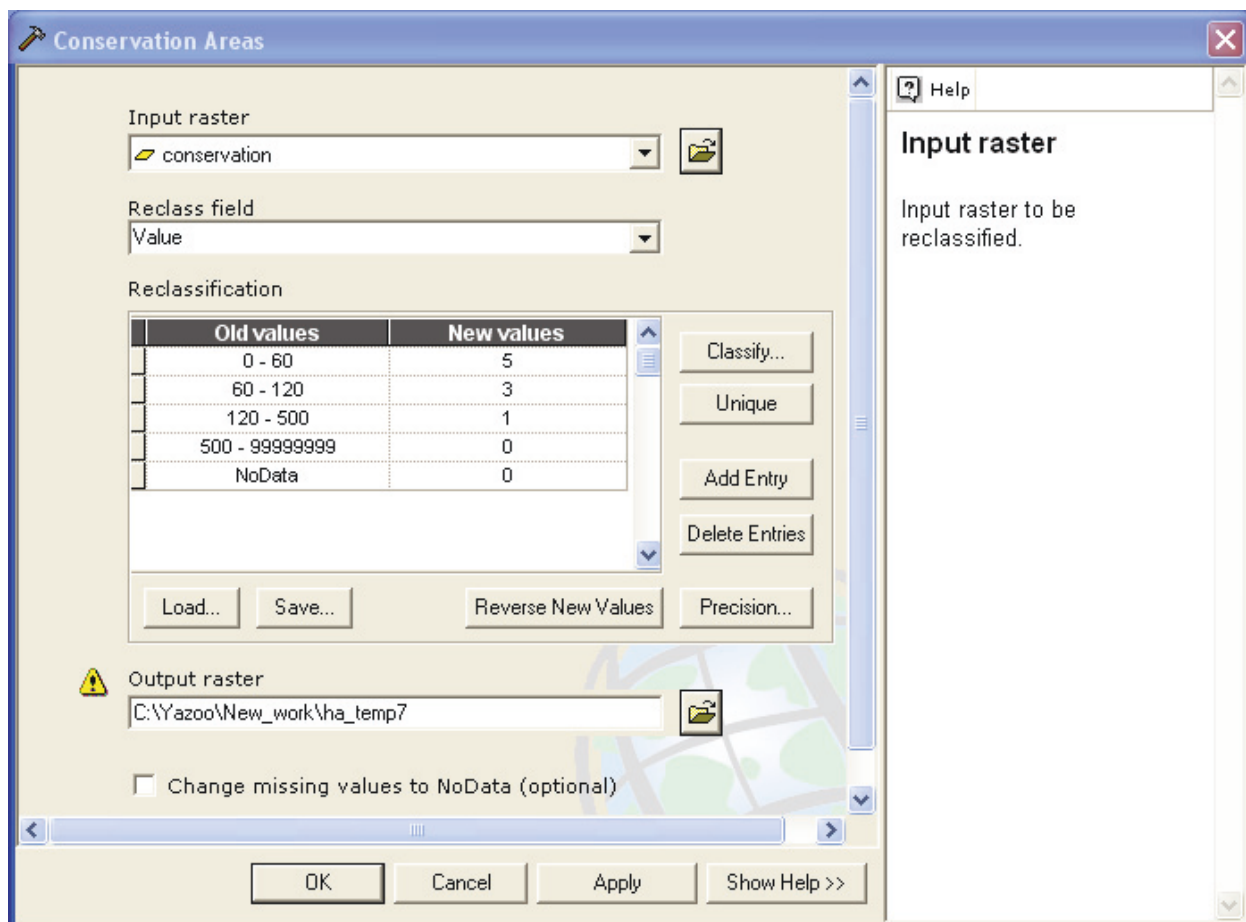 Conservation Areas
Input raster
conservation
Reclass field
Value
Reclassification
Old values New values
0 - 60 5
60 - 120 3
120 - 500 1
500 - 99999999 0
NoData 0
Classify...
Unique
Add Entry
Delete Entries
Load... Save... Reverse New Values Precision...
Output raster
C:\Yazoo\New_work\ha_temp7
Change missing values to NoData (optional)
OK Cancel Apply Show Help >>
Help
Input raster
Input raster to be
reclassified.